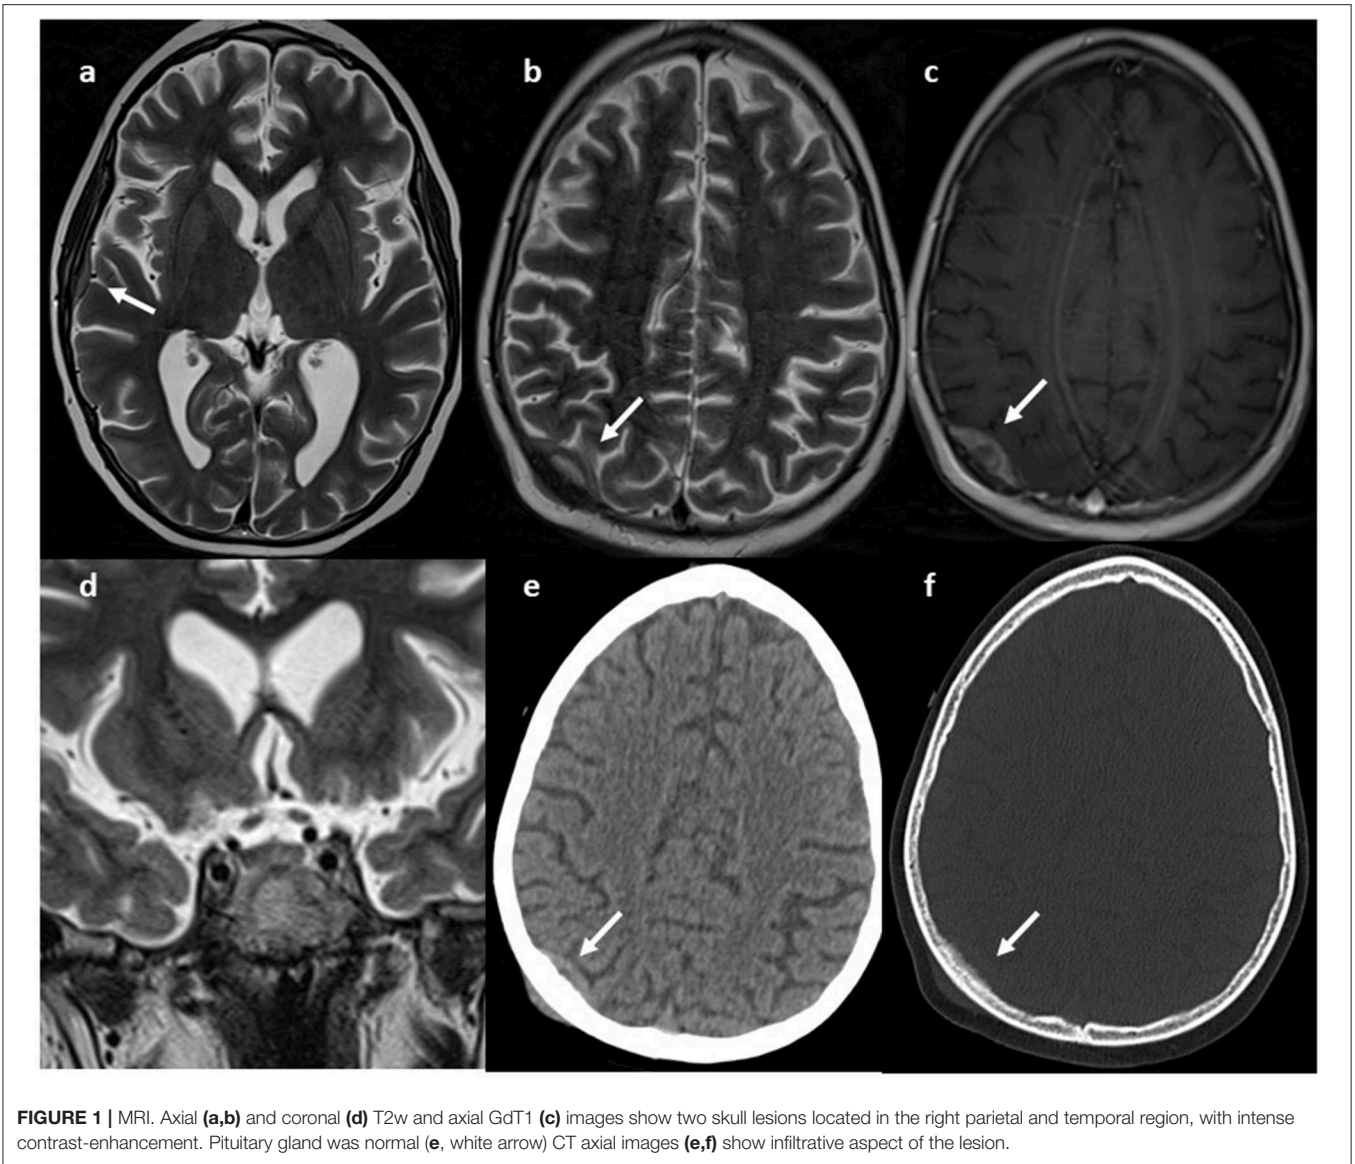 a
b
c
d
e
f
FIGURE 1 | MRI. Axial (a,b) and coronal (d) T2w and axial GdT1 (c) images show two skull lesions located in the right parietal and temporal region, with intense
contrast-enhancement. Pituitary gland was normal (e, white arrow) CT axial images (e,f) show infiltrative aspect of the lesion.